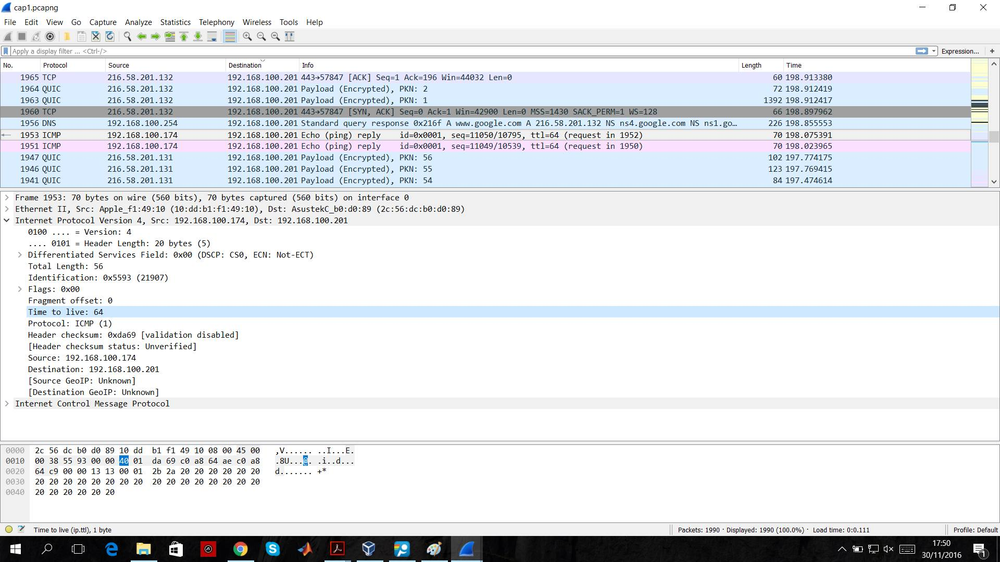 cap1.pcapng
File Edit View Go Capture Analyze Statistics Telephony Wireless Tools Help
Apply a display filter ... <Ctrl-/> Expression... +
No. Protocol Source Destination Info Length Time
1965 TCP 216.58.201.132 192.168.100.201 443→57847 [ACK] Seq=1 Ack=196 Win=44032 Len=0 60 198.913380
1964 QUIC 216.58.201.132 192.168.100.201 Payload (Encrypted), PKN: 2 72 198.912419
1963 QUIC 216.58.201.132 192.168.100.201 Payload (Encrypted), PKN: 1 1392 198.912417
1960 TCP 216.58.201.132 192.168.100.201 443→57847 [SYN, ACK] Seq=0 Ack=1 Win=42900 Len=0 MSS=1430 SACK_PERM=1 WS=128 66 198.897962
1956 DNS 192.168.100.254 192.168.100.201 Standard query response 0x216f A www.google.com A 216.58.201.132 NS ns4.google.com NS ns1.go... 226 198.855553
1953 ICMP 192.168.100.174 192.168.100.201 Echo (ping) reply id=0x0001, seq=11050/10795, ttl=64 (request in 1952) 70 198.075391
1951 ICMP 192.168.100.174 192.168.100.201 Echo (ping) reply id=0x0001, seq=11049/10539, ttl=64 (request in 1950) 70 198.023965
1947 QUIC 216.58.201.131 192.168.100.201 Payload (Encrypted), PKN: 56 102 197.774175
1946 QUIC 216.58.201.131 192.168.100.201 Payload (Encrypted), PKN: 55 123 197.769415
1941 QUIC 216.58.201.131 192.168.100.201 Payload (Encrypted), PKN: 54 84 197.474614
Frame 1953: 70 bytes on wire (560 bits), 70 bytes captured (560 bits) on interface 0
Ethernet II, Src: Apple_f1:49:10 (10:dd:b1:f1:49:10), Dst: AsustekC_b0:d0:89 (2c:56:dc:b0:d0:89)
Internet Protocol Version 4, Src: 192.168.100.174, Dst: 192.168.100.201
0100 .... = Version: 4
.... 0101 = Header Length: 20 bytes (5)
Differentiated Services Field: 0x00 (DSCP: CS0, ECN: Not-ECT)
Total Length: 56
Identification: 0x5593 (21907)
Flags: 0x00
Fragment offset: 0
Time to live: 64
Protocol: ICMP (1)
Header checksum: 0xda69 [validation disabled]
[Header checksum status: Unverified]
Source: 192.168.100.174
Destination: 192.168.100.201
[Source GeoIP: Unknown]
[Destination GeoIP: Unknown]
Internet Control Message Protocol
0000 2c 56 dc b0 d0 89 10 dd b1 f1 49 10 08 00 45 00 ,V...... ..I...E.
0010 00 38 55 93 00 00 40 01 da 69 c0 a8 64 ae c0 a8 .8U...@. .i..d...
0020 64 c9 00 00 13 13 00 01 2b 2a 20 20 20 20 20 20 d....... +*
0030 20 20 20 20 20 20 20 20 20 20 20 20 20 20 20 20
0040 20 20 20 20 20 20
Time to live (ip.ttl), 1 byte Packets: 1990 · Displayed: 1990 (100.0%) · Load time: 0:0.111 Profile: Default
17:50
30/11/2016
1